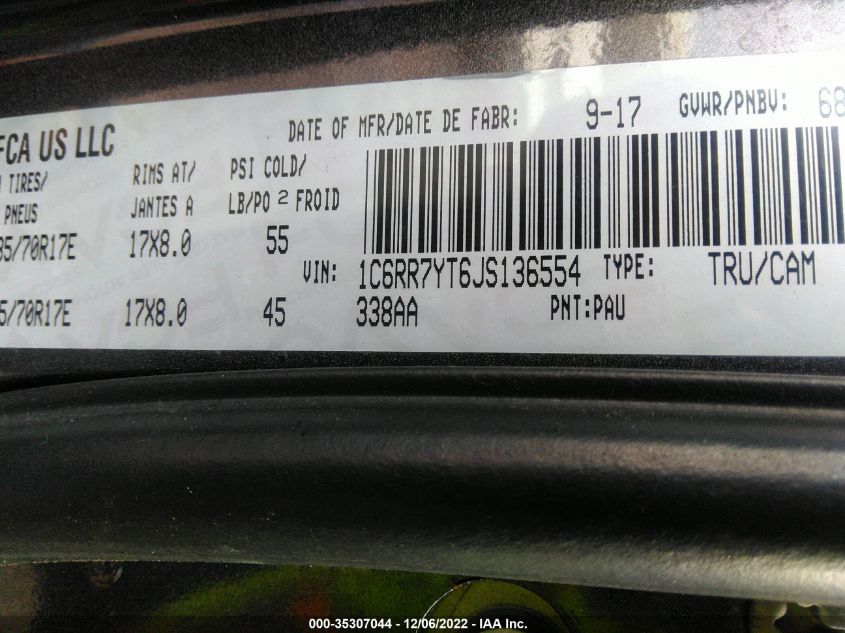 DATE OF MFR/DATE DE FABR: 9-17 GVWR/PNBV: 68
FCA US LLC
TIRES/ RIMS AT/ PSI COLD/
PNEUS JANTES A LB/PO 2 FROID
35/70R17E 17X8.0 55
VIN: 1C6RR7YT6JS136554 TYPE: TRU/CAM
5/70R17E 17X8.0 45 338AA PNT:PAU
000-35307044 - 12/06/2022 - IAA Inc.